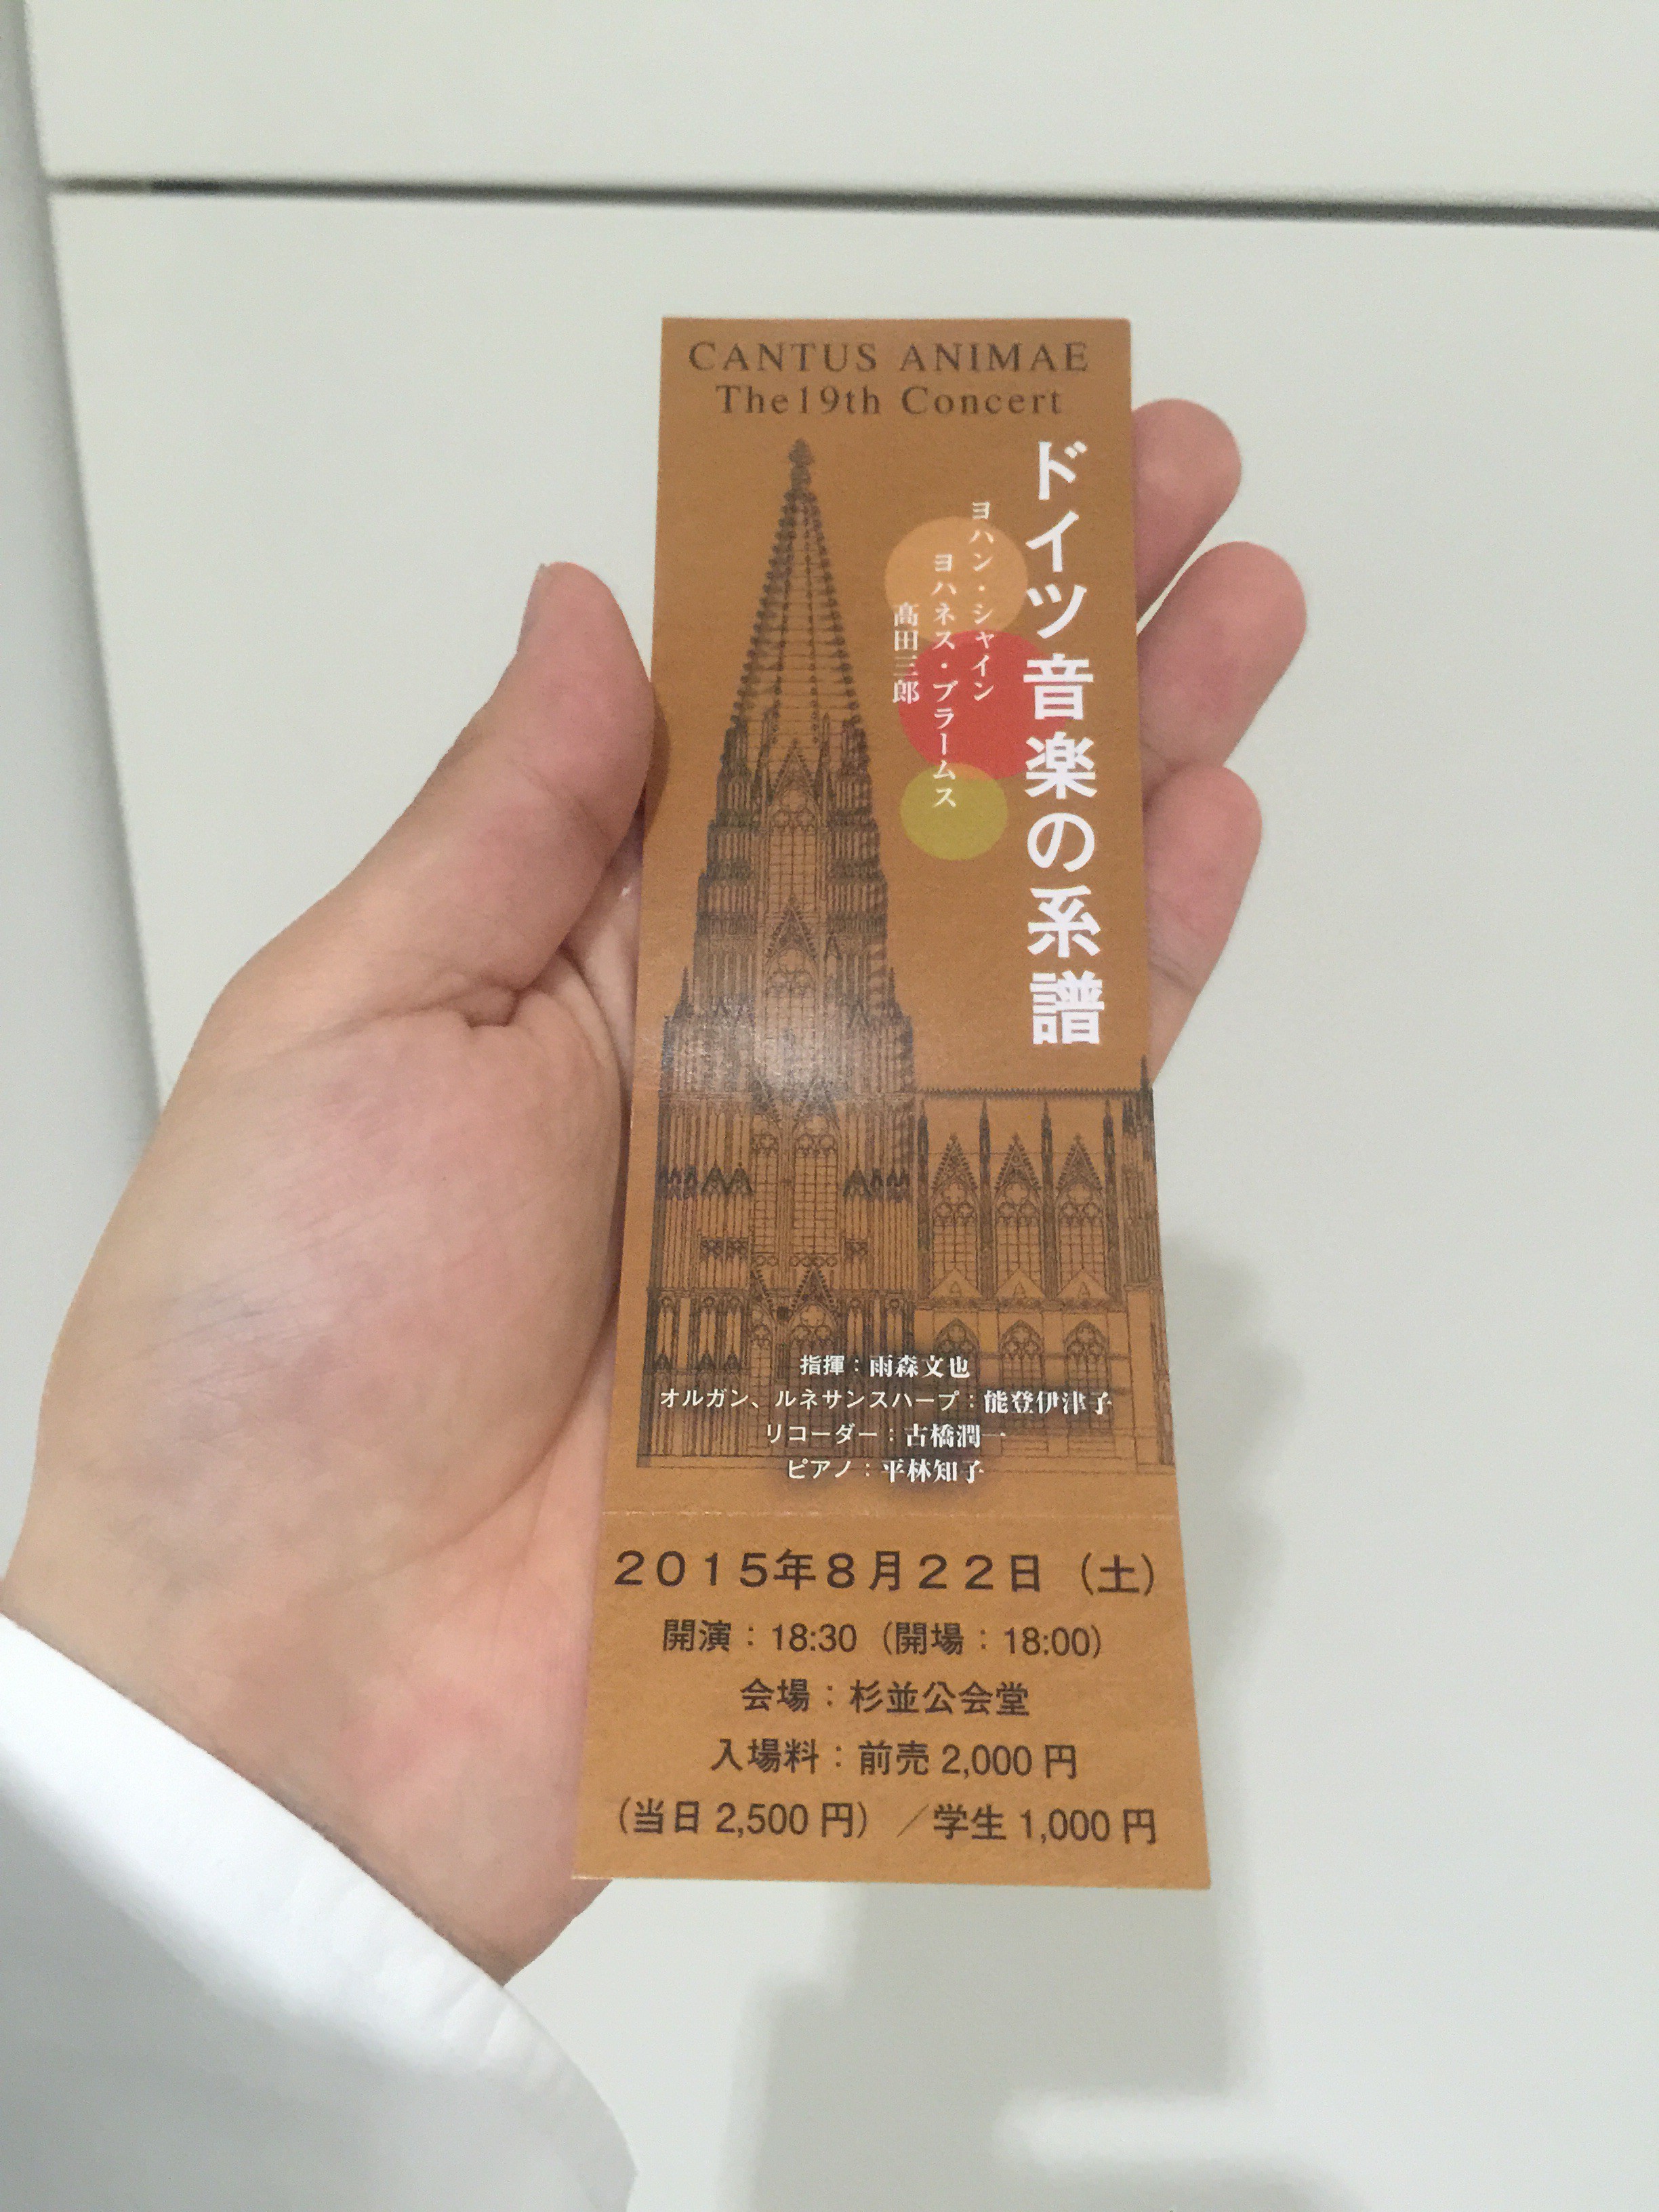 CANTUS ANIMAE
The19th Concert
ドイツ音楽の系譜
ヨハン・シャイン
ヨハネス・ブラームス
髙田三郎
指揮：雨森文也
オルガン、ルネサンスハープ：能登伊津子
リコーダー：古橋潤一
ピアノ：平林知子
２０１５年８月２２日（土）
開演：18:30（開場：18:00）
会場：杉並公会堂
入場料：前売 2,000 円
（当日 2,500 円）／学生 1,000 円